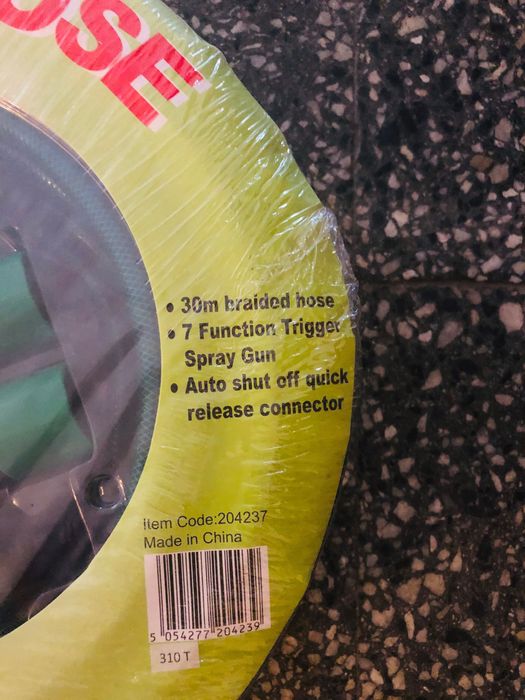 OSE
• 30m braided hose
• 7 Function Trigger
Spray Gun
• Auto shut off quick
release connector
Item Code:204237
Made in China
5 054277 204239
310 T